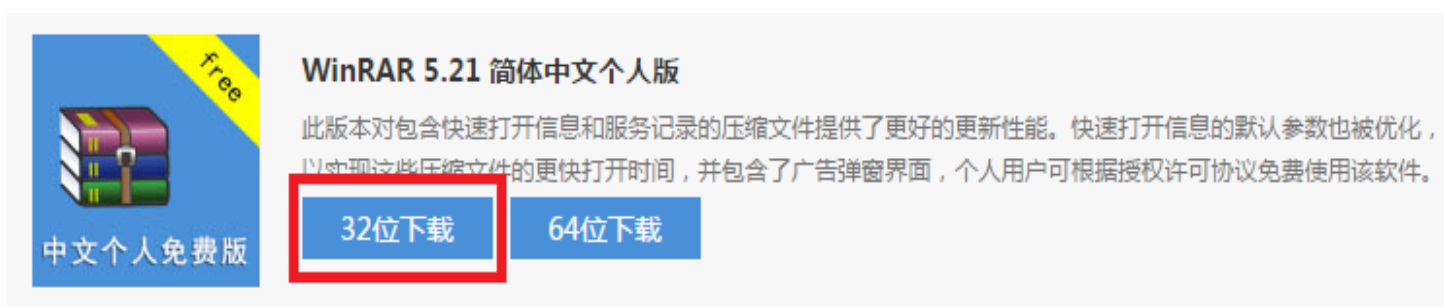 free
中文个人免费版
WinRAR 5.21 简体中文个人版
此版本对包含快速打开信息和服务记录的压缩文件提供了更好的更新性能。快速打开信息的默认参数也被优化，
以实现这些压缩文件的更快打开时间，并包含了广告弹窗界面，个人用户可根据授权许可协议免费使用该软件。
32位下载 64位下载